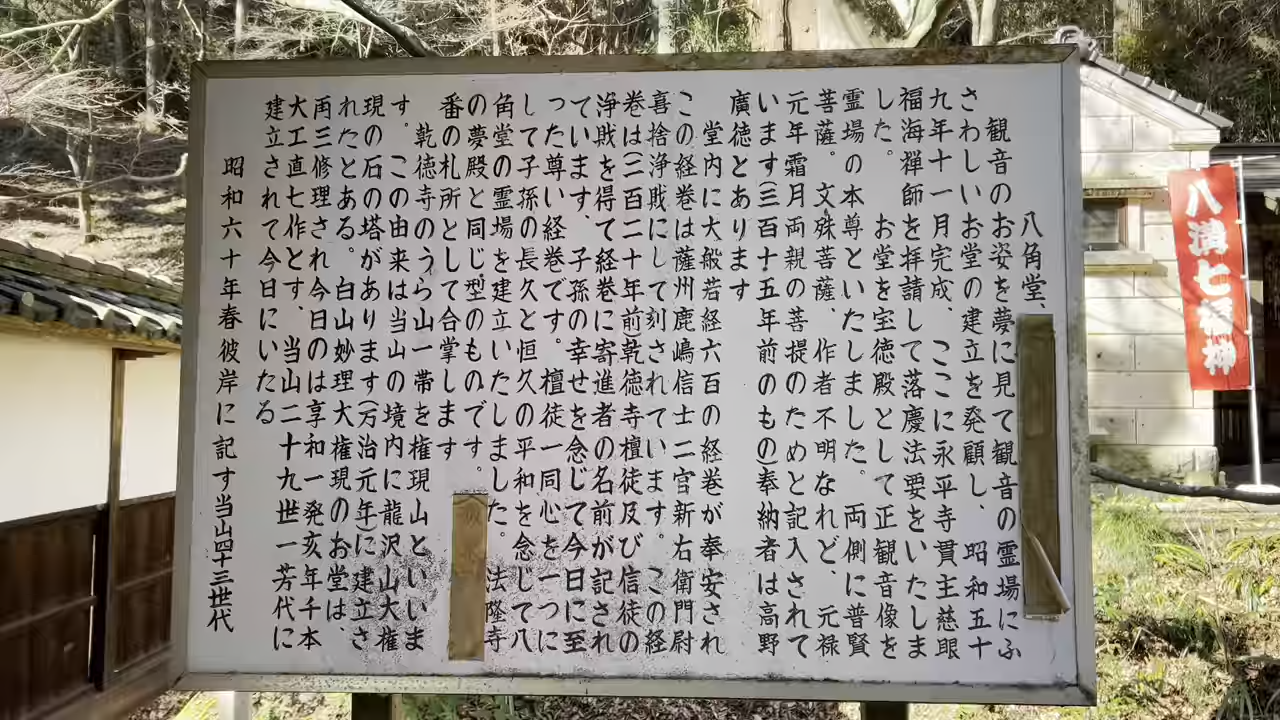 八角堂、
観音のお姿を夢に見て観音の霊場にふ
さわしいお堂の建立を発願し、昭和五十
九年十一月完成、ここに永平寺貫主慈眼
福海禅師を拝請して落慶法要をいたしま
した。お堂を宝徳殿として正観音像を
霊場の本尊といたしました。両側に普賢
菩薩。文殊菩薩、作者不明なれど、元禄
元年霜月両親の菩提のためと記入されて
います(三百十五年前のもの)奉納者は高野
廣徳とあります
堂内に大般若経六百の経巻が奉安され
この経巻は薩州鹿嶋信士二宮新右衛門尉
喜捨浄財にして刻されています。この経
巻は(三百二十年前乾徳寺檀徒及び信徒の
浄財を得て経巻に寄進者の名前が記され
ています、子孫の幸せを念じて今日に至
った尊い経巻です。檀徒一同心を一つに
して子孫の長久と恒久の平和を念じて八
角堂の霊場を建立いたしました。法隆寺
の夢殿と同じ型のものです。
番の札所として合掌します
乾徳寺のうら山一帯を権現山といいま
す。この由来は当山の境内に龍沢山大権
現の石の塔があります(万治元年に建立さ
れたとある。白山妙理大権現のお堂は、
両三修理され今日のは享和一発亥年千本
大工直七作とす、当山二十九世一芳代に
建立されて今日にいたる
昭和六十年春彼岸に記す当山四十三世代
八溝七福神